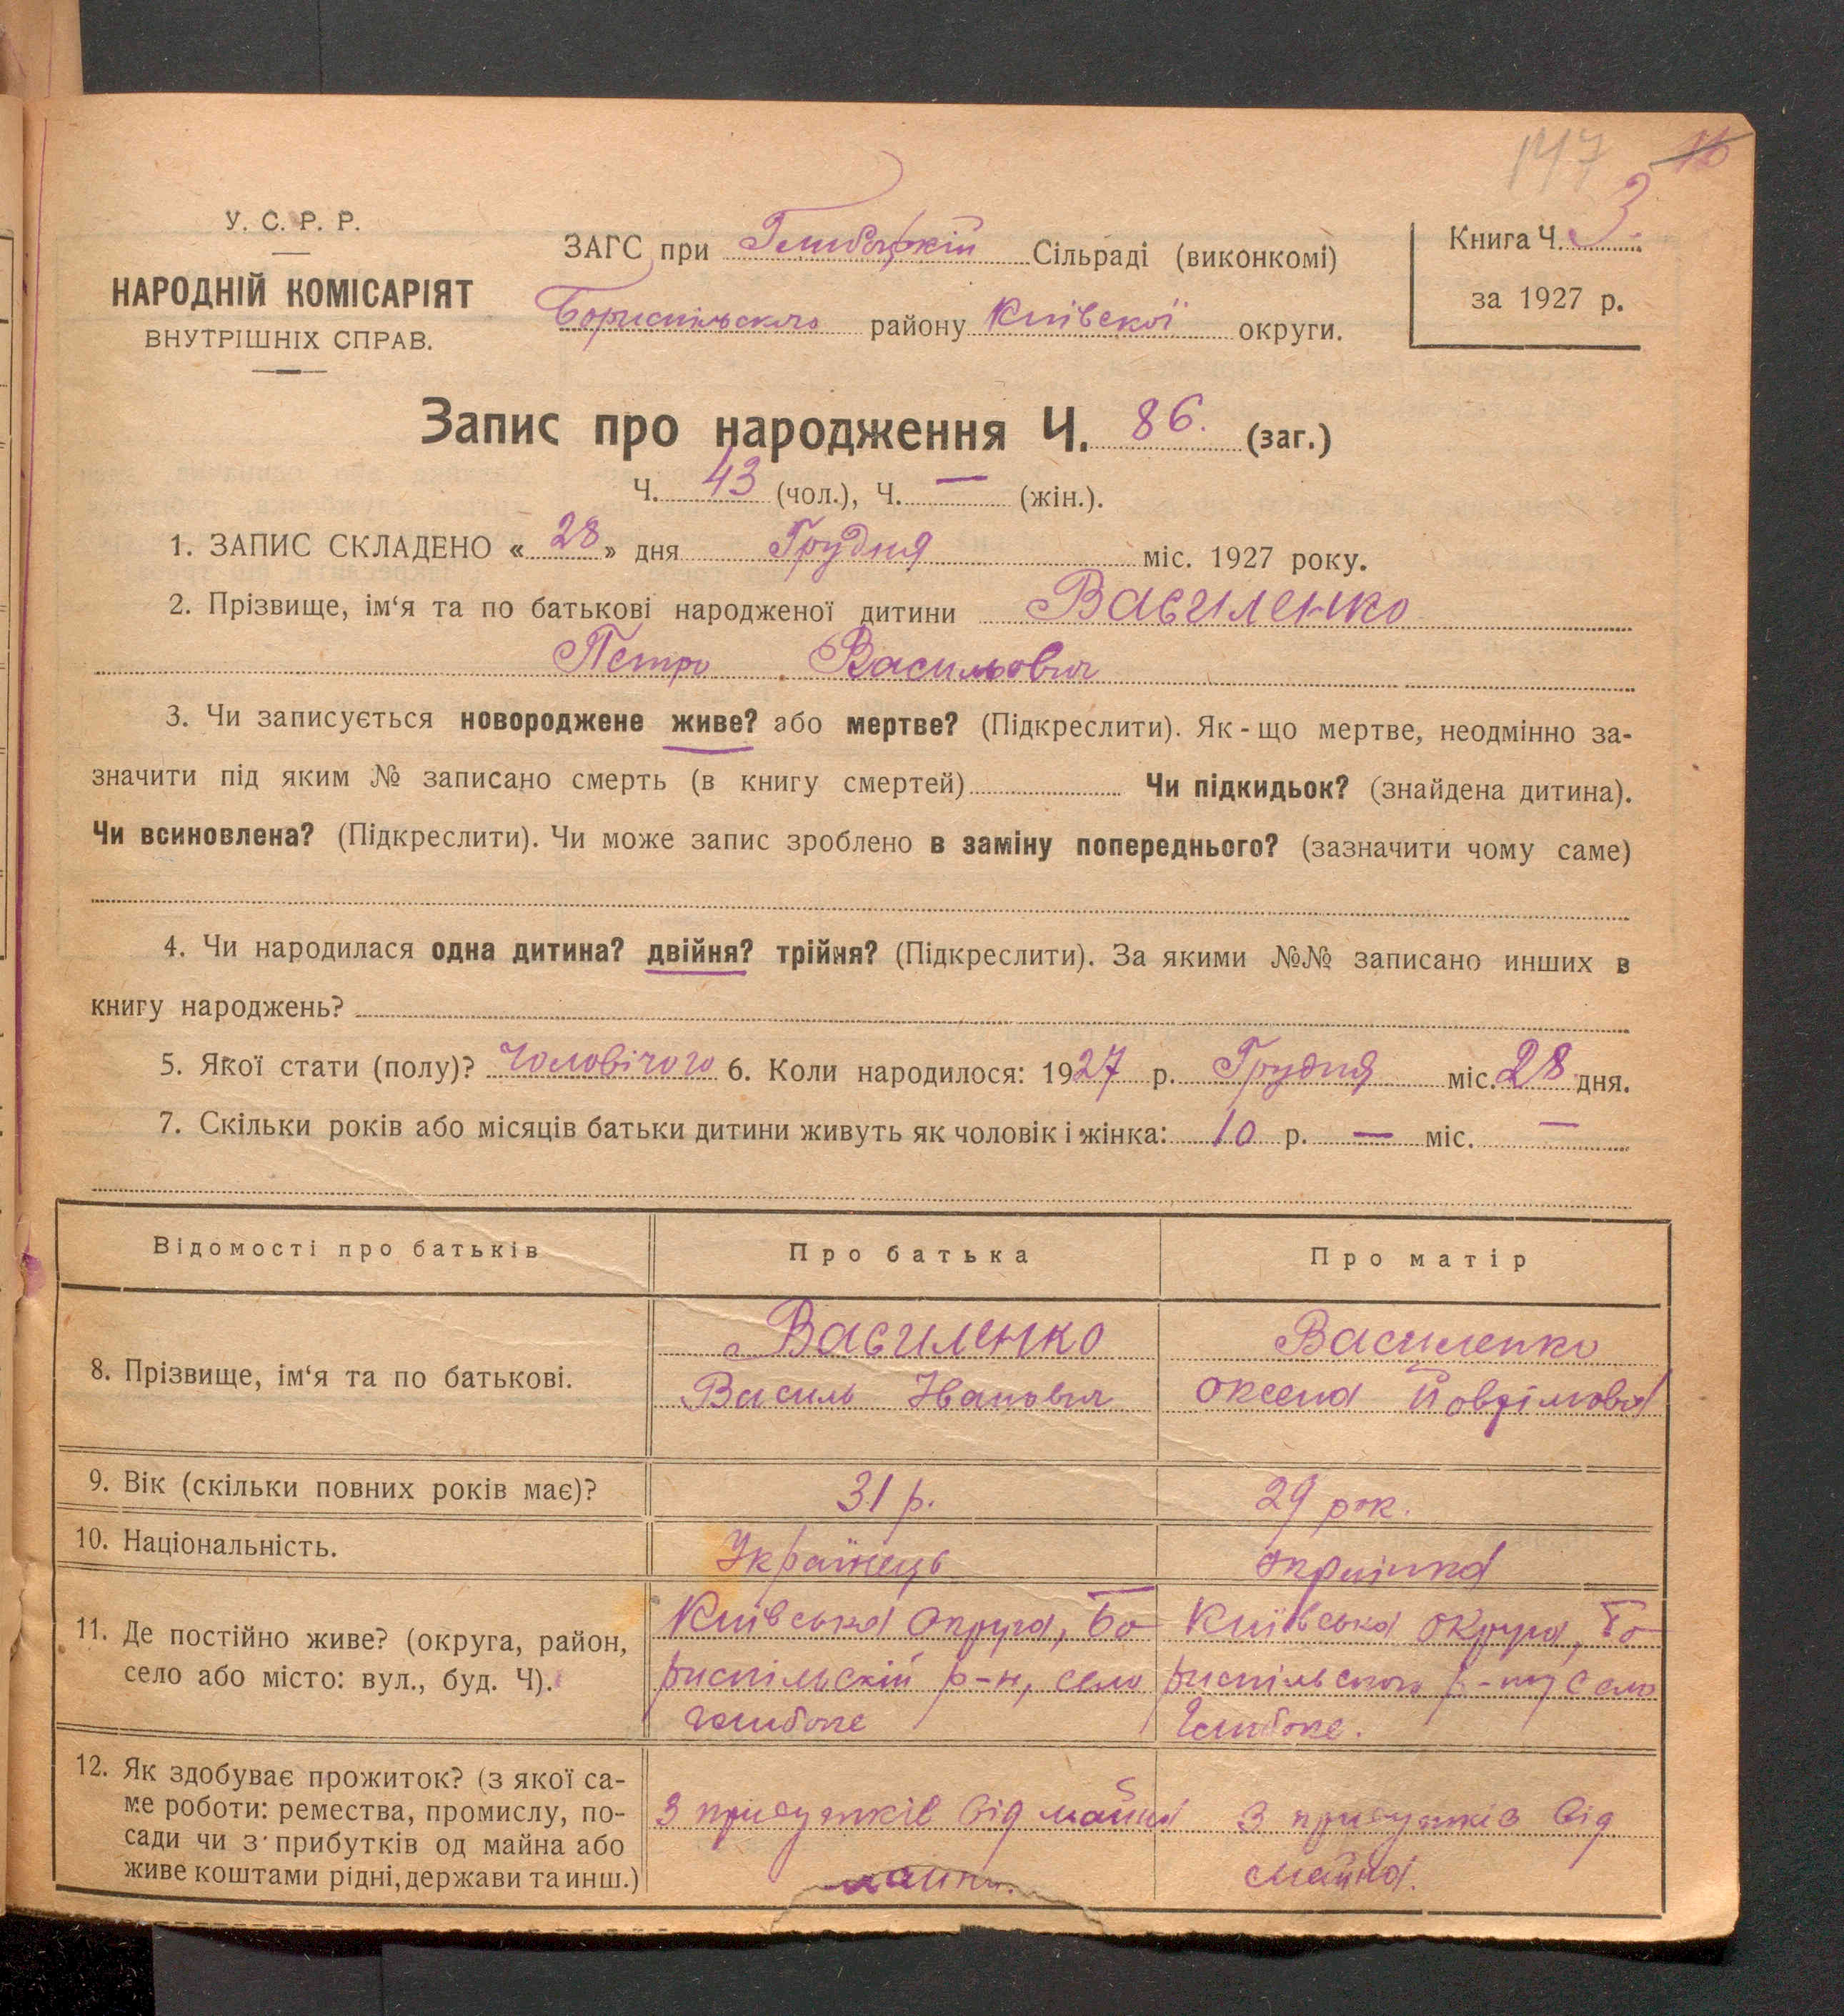 147 16
У. С. Р. Р.
НАРОДНІЙ КОМІСАРІЯТ
ВНУТРІШНІХ СПРАВ.
ЗАГС при Глибоцкій Сільраді (виконкомі)
Бориспільского району Київскої округи.
Книга Ч. 3.
за 1927 р.
Запис про народження Ч. 86. (заг.)
Ч. 43 (чол.), Ч. — (жін.).
1. ЗАПИС СКЛАДЕНО « 28 » дня Грудня міс. 1927 року.
2. Прізвище, ім‘я та по батькові народженої дитини Василенко
Петро Васильович
3. Чи записується новороджене живе? або мертве? (Підкреслити). Як - що мертве, неодмінно за-
значити під яким № записано смерть (в книгу смертей) Чи підкидьок? (знайдена дитина).
Чи всиновлена? (Підкреслити). Чи може запис зроблено в заміну попереднього? (зазначити чому саме)
4. Чи народилася одна дитина? двійня? трійня? (Підкреслити). За якими №№ записано инших в
книгу народжень?
5. Якої стати (полу)? Чоловічого 6. Коли народилося: 1927 р. Грудня міс. 28 дня.
7. Скільки років або місяців батьки дитини живуть як чоловік і жінка: 10 р. — міс. —
Відомості про батьків Про батька Про матір
8. Прізвище, ім‘я та по батькові.
Василенко
Василь Іванович
Василенко
Оксена
9. Вік (скільки повних років має)? 31 р. 29 рок.
10. Національність. Українець
11. Де постійно живе? (округа, район,
село або місто: вул., буд. Ч).
Київська Округа, Бо
риспільскій р-н, село
глибоке
Київська Округа, Бо
риспільского р-ну село
Глибоке.
12. Як здобуває прожиток? (з якої са-
ме роботи: ремества, промислу, по-
сади чи з прибутків од майна або
живе коштами рідні, держави та инш.)
З прибутків від майна
З прибутків від
майна.